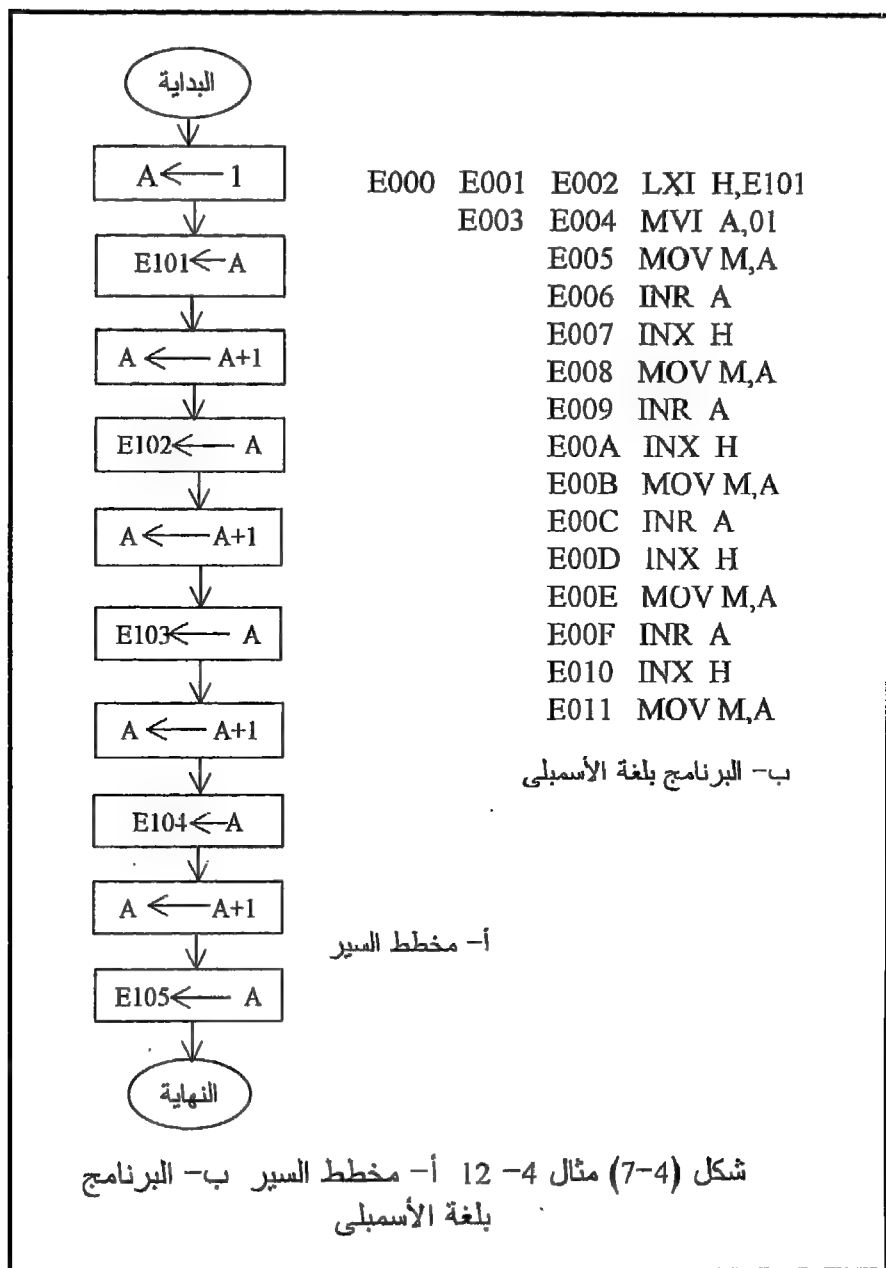 البداية
A ← 1
E101 ← A
A ← A+1
E102 ← A
A ← A+1
E103 ← A
A ← A+1
E104 ← A
A ← A+1
E105 ← A
النهاية
أ- مخطط السير
E000 E001 E002 LXI H,E101
E003 E004 MVI A,01
E005 MOV M,A
E006 INR A
E007 INX H
E008 MOV M,A
E009 INR A
E00A INX H
E00B MOV M,A
E00C INR A
E00D INX H
E00E MOV M,A
E00F INR A
E010 INX H
E011 MOV M,A
ب- البرنامج بلغة الأسمبلى
شكل (4-7) مثال 4- 12 أ- مخطط السير ب- البرنامج
بلغة الأسمبلى